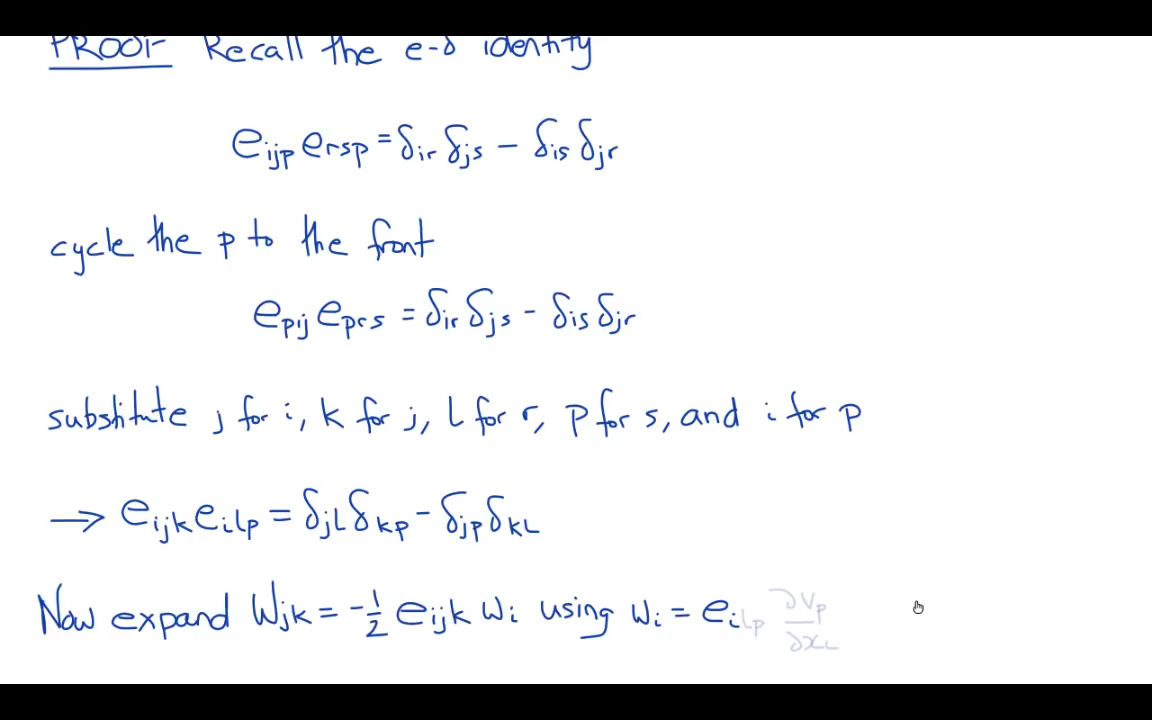 PROOF Recall the e-δ identity
e_ijp e_rsp = δ_ir δ_js − δ_is δ_jr
cycle the p to the front
e_pij e_prs = δ_ir δ_js − δ_is δ_jr
substitute j for i, k for j, l for r, p for s, and i for p
→ e_ijk e_ilp = δ_jl δ_kp − δ_jp δ_kl
Now expand W_jk = -1/2 e_ijk w_i using w_i = e_ilp ∂v_p/∂x_L